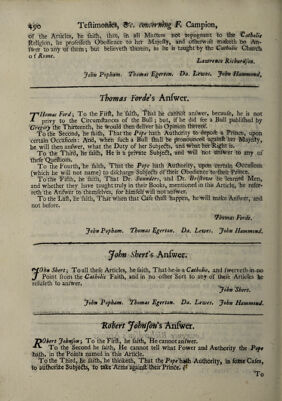 490 Testimonies, &c. concerning F. Campion,
of the Articles, he saith, that, in all Matters not repugnant to the Catholic
Religion, he professeth Obedience to her Majesty, and otherwise maketh no An-
swer to any of them; but believeth therein, as he is taught by the Catholic Church
of Rome.
Lawrence Richardson.
John Popham. Thomas Egerton. Da. Lewes. John Hammond.
Thomas Forde's Answer.
THomas Ford; To the First, he saith, That he cannot answer, because, he is not
privy to the Circumstances of the Bull; but, if he did see a Bull published by
Gregory the Thirteenth, he would then deliver his Opinion thereof.
To the Second, he saith, That the Pope hath Authority to depose a Prince, upon
certain Occasions: And, when such a Bull shall be pronounced against her Majesty,
he will then answer, what the Duty of her Subjects, and what her Right is.
To the Third, he saith, He is a private Subject, and will not answer to any of
these Questions.
To the Fourth, he saith, That the Pope hath Authority, upon certain Occasions
(which he will not name) to discharge Subjects of their Obedience to their Prince.
To the Fifth, he saith, That Dr. Saunders, and Dr. Bristowe be learned Men,
and whether they have taught truly in their Books, mentioned in this Article, he refer-
reth the Answer to themselves, for himself will not answer.
To the Last, he saith, That when that Case shall happen, he will make Answer, and
not before.
Thomas Forde.
John Popham. Thomas Egerton. Da. Lewes. John Hammond.
John Shert's Answer.
JOhn Shert; To all these Articles, he saith, That he is a Catholic, and swerveth in no
Point from the Catholic Faith, and in no other Sort to any of these Articles he
refuseth to answer.
John Shert.
John Popham. Thomas Egerton. Da. Lewes. John Hammond.
Robert Johnson's Answer.
RObert Johnson; To the First, he saith, He cannot answer.
To the Second he saith, He cannot tell what Power and Authority the Pope
hath, in the Points named in this Article.
To the Third, he saith, he thinketh, That the Pope hath Authority, in some Cases,
to authorise Subjects, to take Arms against their Prince.
To